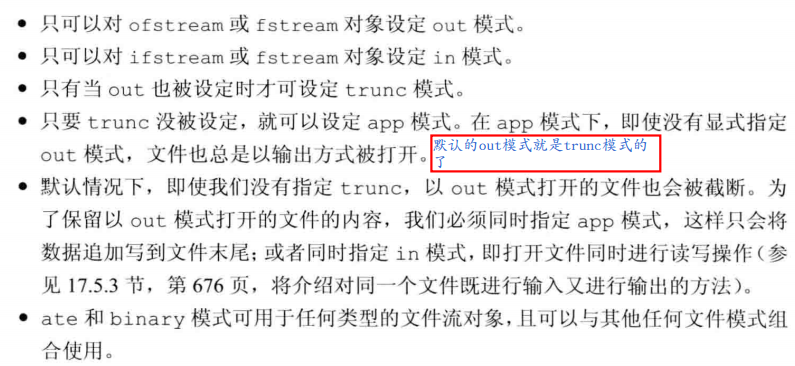 • 只可以对 ofstream 或 fstream 对象设定 out 模式。
• 只可以对 ifstream 或 fstream 对象设定 in 模式。
• 只有当 out 也被设定时才可设定 trunc 模式。
• 只要 trunc 没被设定，就可以设定 app 模式。在 app 模式下，即使没有显式指定
out 模式，文件也总是以输出方式被打开。
默认的out模式就是trunc模式的
了
• 默认情况下，即使我们没有指定 trunc，以 out 模式打开的文件也会被截断。为
了保留以 out 模式打开的文件的内容，我们必须同时指定 app 模式，这样只会将
数据追加写到文件末尾；或者同时指定 in 模式，即打开文件同时进行读写操作（参
见 17.5.3 节，第 676 页，将介绍对同一个文件既进行输入又进行输出的方法）。
• ate 和 binary 模式可用于任何类型的文件流对象，且可以与其他任何文件模式组
合使用。